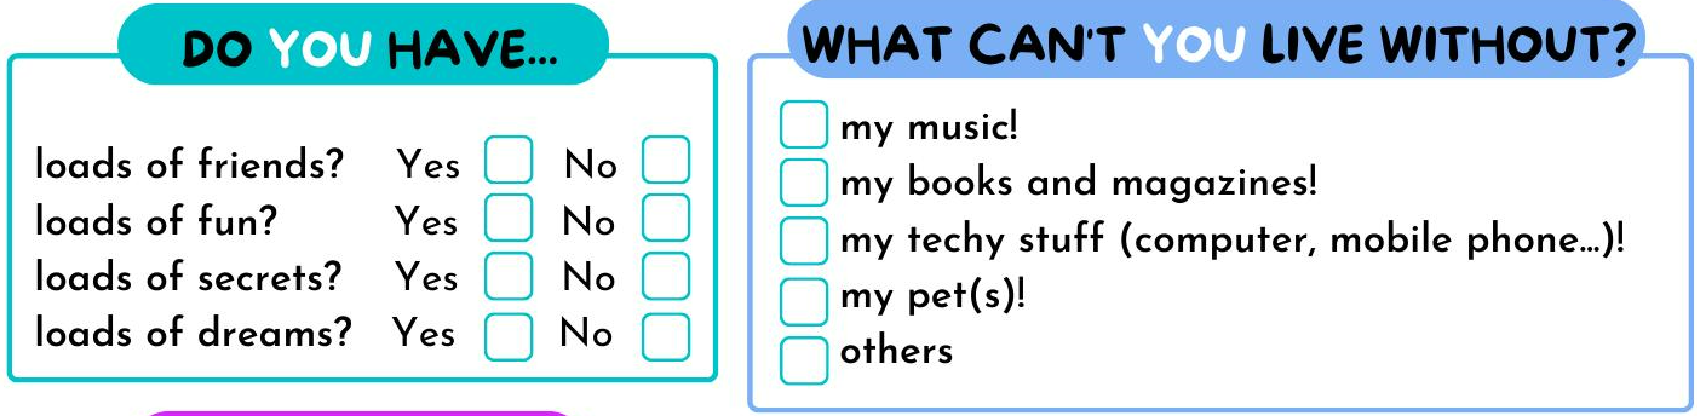 DO YOU HAVE...
loads of friends? Yes No
loads of fun? Yes No
loads of secrets? Yes No
loads of dreams? Yes No
WHAT CAN'T YOU LIVE WITHOUT?
my music!
my books and magazines!
my techy stuff (computer, mobile phone...)!
my pet(s)!
others